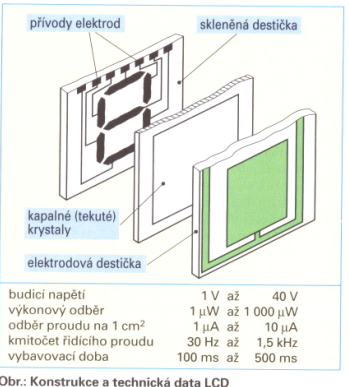 přívody elektrod
skleněná destička
kapalné (tekuté)
krystaly
elektrodová destička
budicí napětí 1 V až 40 V
výkonový odběr 1 µW až 1 000 µW
odběr proudu na 1 cm² 1 µA až 10 µA
kmitočet řídícího proudu 30 Hz až 1,5 kHz
vybavovací doba 100 ms až 500 ms
Obr.: Konstrukce a technická data LCD